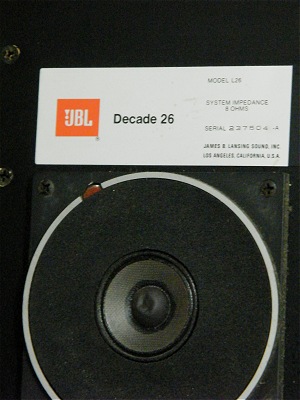 JBL
Decade 26
MODEL L26
SYSTEM IMPEDANCE
8 OHMS
SERIAL 227504 -A
JAMES B. LANSING SOUND, INC.
LOS ANGELES, CALIFORNIA, U.S.A.